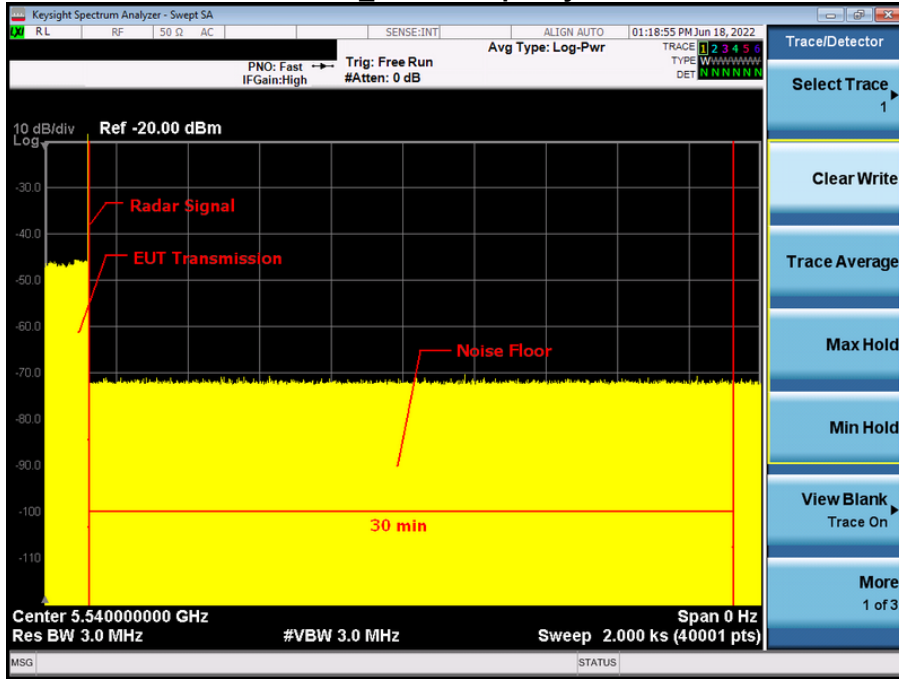 Keysight Spectrum Analyzer - Swept SA
LXI RL RF 50 Ω AC SENSE:INT ALIGN AUTO 01:18:55 PM Jun 18, 2022
Avg Type: Log-Pwr
TRACE 1 2 3 4 5 6
PNO: Fast Trig: Free Run
TYPE WWWWWW
IFGain:High #Atten: 0 dB
DET N N N N N N
Trace/Detector
Select Trace
1
Clear Write
Trace Average
Max Hold
Min Hold
View Blank
Trace On
More
1 of 3
10 dB/div Ref -20.00 dBm
Log
-30.0
Radar Signal
-40.0
EUT Transmission
-50.0
-60.0
Noise Floor
-70.0
-80.0
-90.0
-100
30 min
-110
Center 5.540000000 GHz Span 0 Hz
Res BW 3.0 MHz #VBW 3.0 MHz Sweep 2.000 ks (40001 pts)
MSG STATUS